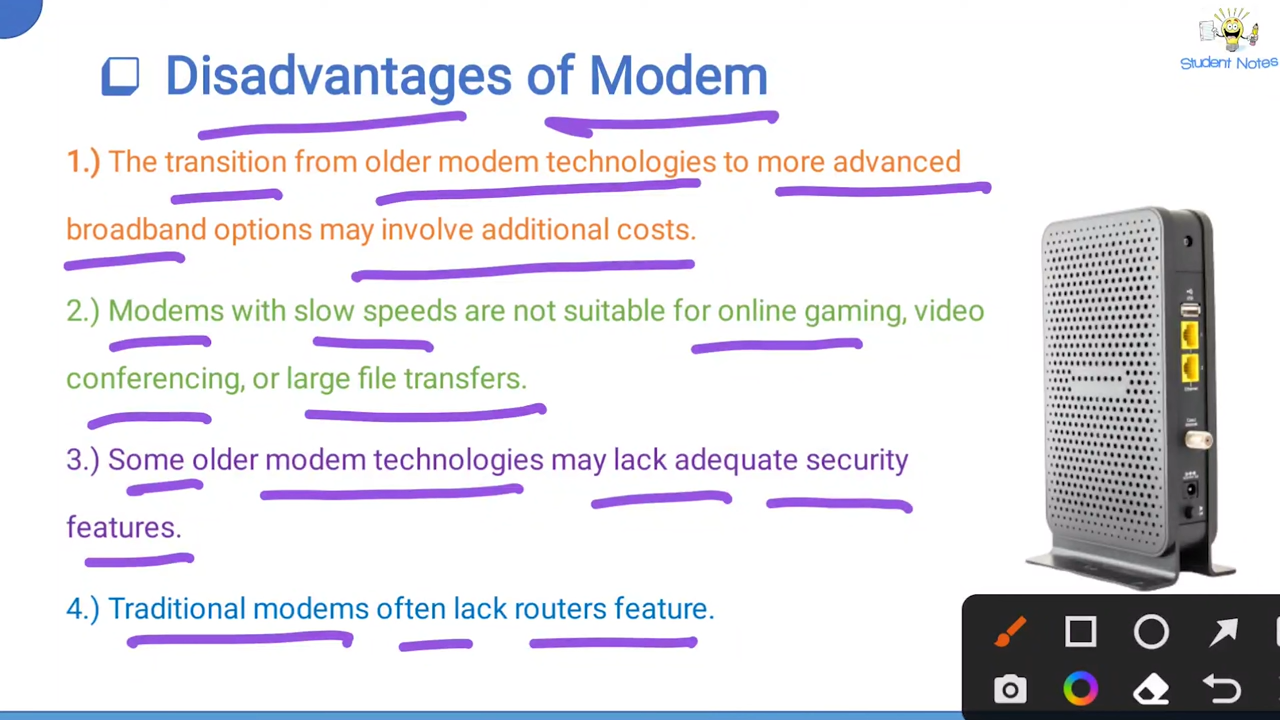 Student Notes
Disadvantages of Modem
1.) The transition from older modem technologies to more advanced
broadband options may involve additional costs.
2.) Modems with slow speeds are not suitable for online gaming, video
conferencing, or large file transfers.
3.) Some older modem technologies may lack adequate security
features.
4.) Traditional modems often lack routers feature.